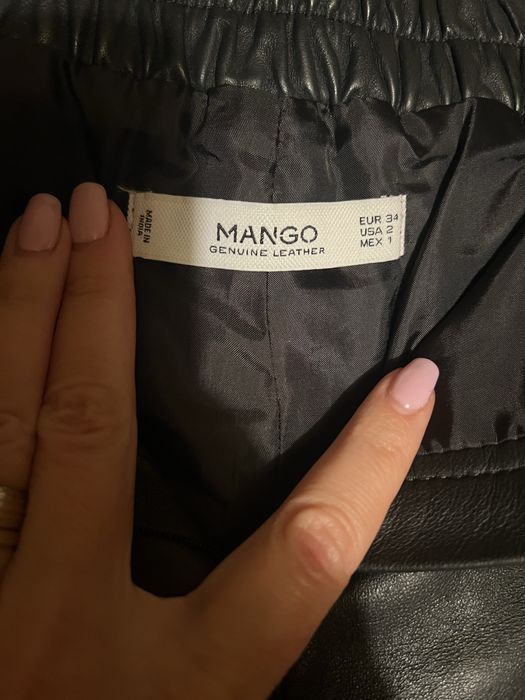 MADE IN
INDIA
MANGO
GENUINE LEATHER
EUR 34
USA 2
MEX 1